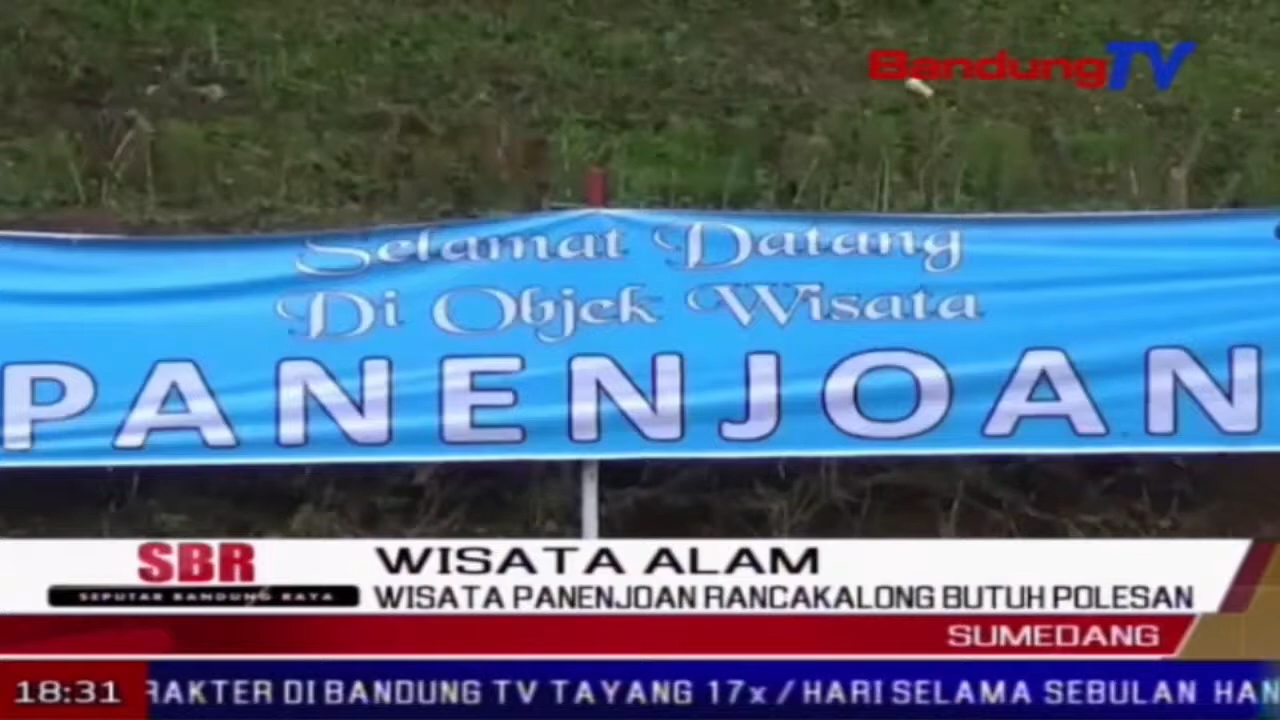 BandungTV
Selamat Datang
Di Objek Wisata
PANENJOAN
SBR
SEPUTAR BANDUNG RAYA
WISATA ALAM
WISATA PANENJOAN RANCAKALONG BUTUH POLESAN
SUMEDANG
18:31 RAKTER DI BANDUNG TV TAYANG 17x / HARI SELAMA SEBULAN HAN